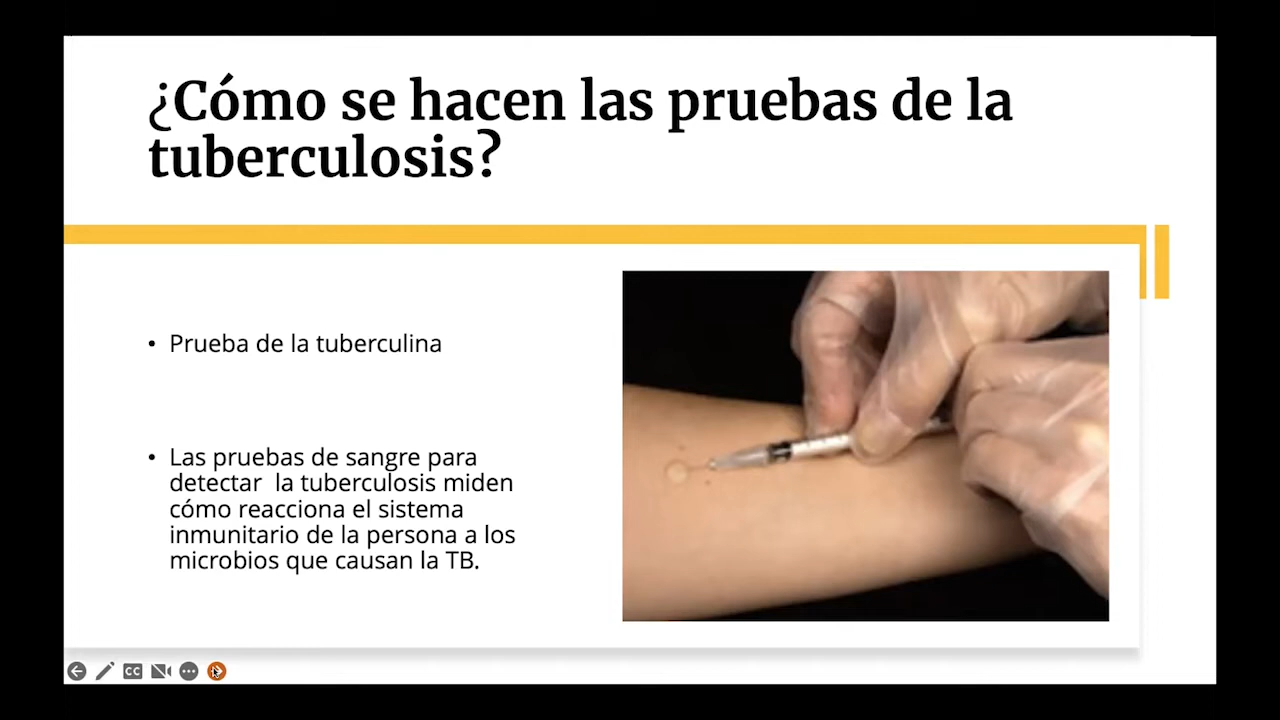 ¿Cómo se hacen las pruebas de la
tuberculosis?
• Prueba de la tuberculina
• Las pruebas de sangre para
detectar  la tuberculosis miden
cómo reacciona el sistema
inmunitario de la persona a los
microbios que causan la TB.
CC